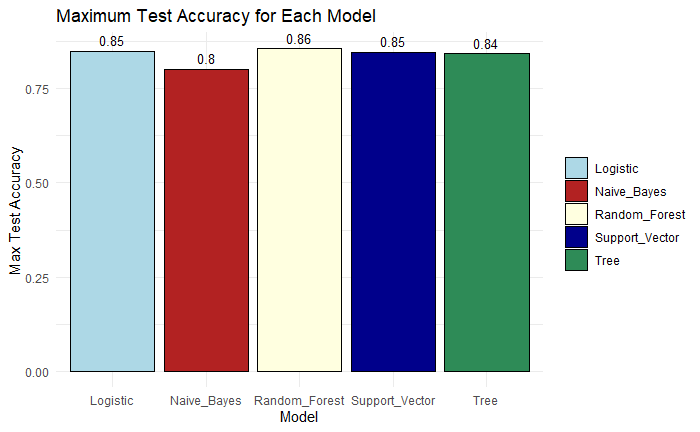 Maximum Test Accuracy for Each Model
0.85
0.8
0.86
0.85
0.84
0.75
0.50
0.25
0.00
Max Test Accuracy
Logistic
Naive_Bayes
Random_Forest
Support_Vector
Tree
Model
Logistic
Naive_Bayes
Random_Forest
Support_Vector
Tree